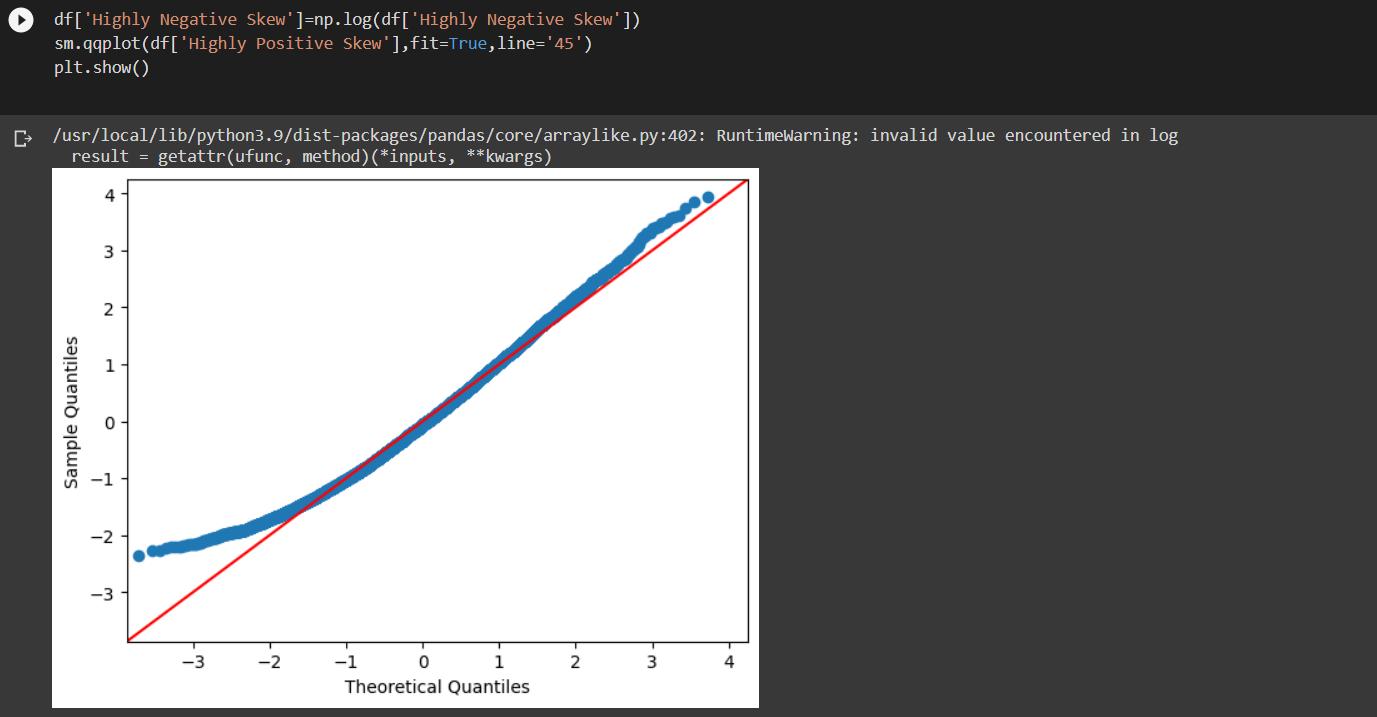 df['Highly Negative Skew']=np.log(df['Highly Negative Skew'])
sm.qqplot(df['Highly Positive Skew'],fit=True,line='45')
plt.show()
/usr/local/lib/python3.9/dist-packages/pandas/core/arraylike.py:402: RuntimeWarning: invalid value encountered in log
result = getattr(ufunc, method)(*inputs, **kwargs)
4
3
2
1
0
−1
−2
−3
Sample Quantiles
−3 −2 −1 0 1 2 3 4
Theoretical Quantiles